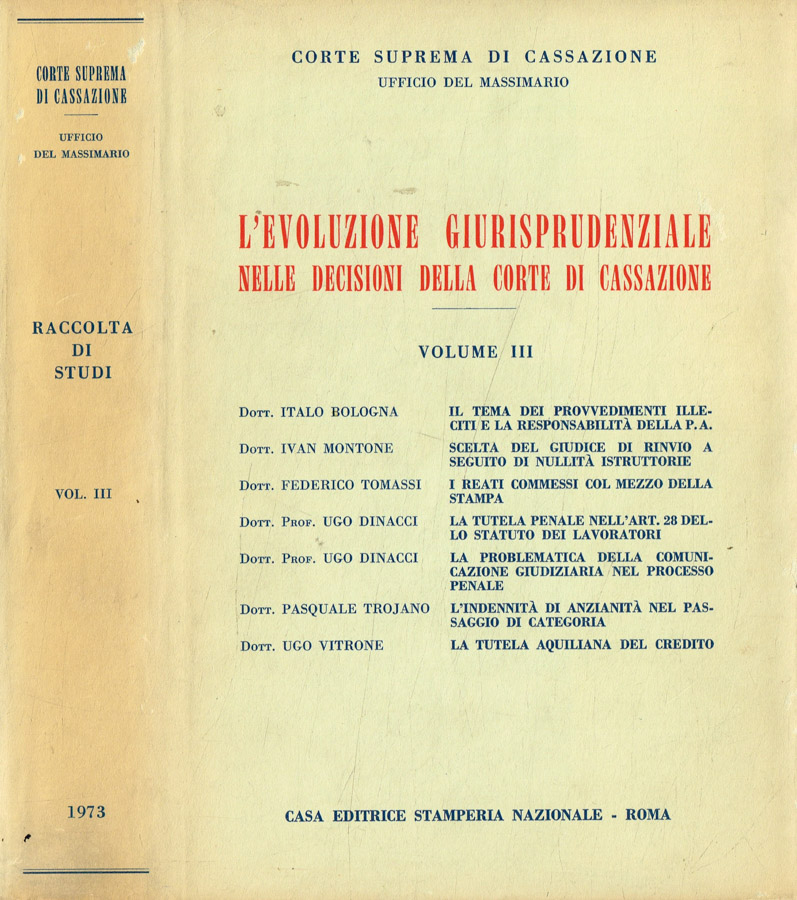 CORTE SUPREMA
DI CASSAZIONE
UFFICIO
DEL MASSIMARIO
RACCOLTA
DI
STUDI
VOL. III
1973
CORTE SUPREMA DI CASSAZIONE
UFFICIO DEL MASSIMARIO
L'EVOLUZIONE GIURISPRUDENZIALE
NELLE DECISIONI DELLA CORTE DI CASSAZIONE
VOLUME III
Dott. ITALO BOLOGNA IL TEMA DEI PROVVEDIMENTI ILLE-
CITI E LA RESPONSABILITÀ DELLA P. A.
Dott. IVAN MONTONE SCELTA DEL GIUDICE DI RINVIO A
SEGUITO DI NULLITÀ ISTRUTTORIE
Dott. FEDERICO TOMASSI I REATI COMMESSI COL MEZZO DELLA
STAMPA
Dott. Prof. UGO DINACCI LA TUTELA PENALE NELL'ART. 28 DEL-
LO STATUTO DEI LAVORATORI
Dott. Prof. UGO DINACCI LA PROBLEMATICA DELLA COMUNI-
CAZIONE GIUDIZIARIA NEL PROCESSO
PENALE
Dott. PASQUALE TROJANO L'INDENNITÀ DI ANZIANITÀ NEL PAS-
SAGGIO DI CATEGORIA
Dott. UGO VITRONE LA TUTELA AQUILIANA DEL CREDITO
CASA EDITRICE STAMPERIA NAZIONALE - ROMA